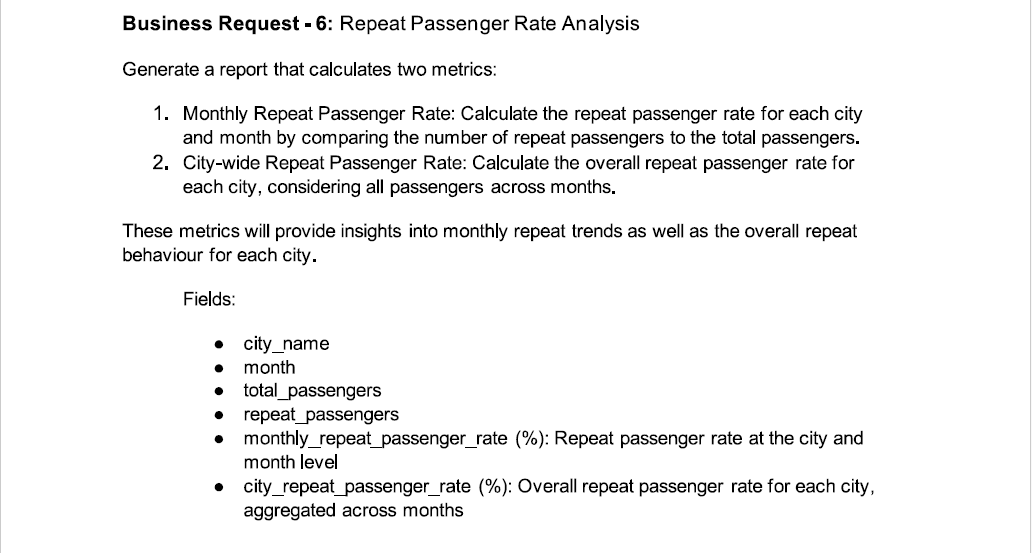 Business Request - 6: Repeat Passenger Rate Analysis
Generate a report that calculates two metrics:
1. Monthly Repeat Passenger Rate: Calculate the repeat passenger rate for each city
and month by comparing the number of repeat passengers to the total passengers.
2. City-wide Repeat Passenger Rate: Calculate the overall repeat passenger rate for
each city, considering all passengers across months.
These metrics will provide insights into monthly repeat trends as well as the overall repeat
behaviour for each city.
Fields:
● city_name
● month
● total_passengers
● repeat_passengers
● monthly_repeat_passenger_rate (%): Repeat passenger rate at the city and
month level
● city_repeat_passenger_rate (%): Overall repeat passenger rate for each city,
aggregated across months